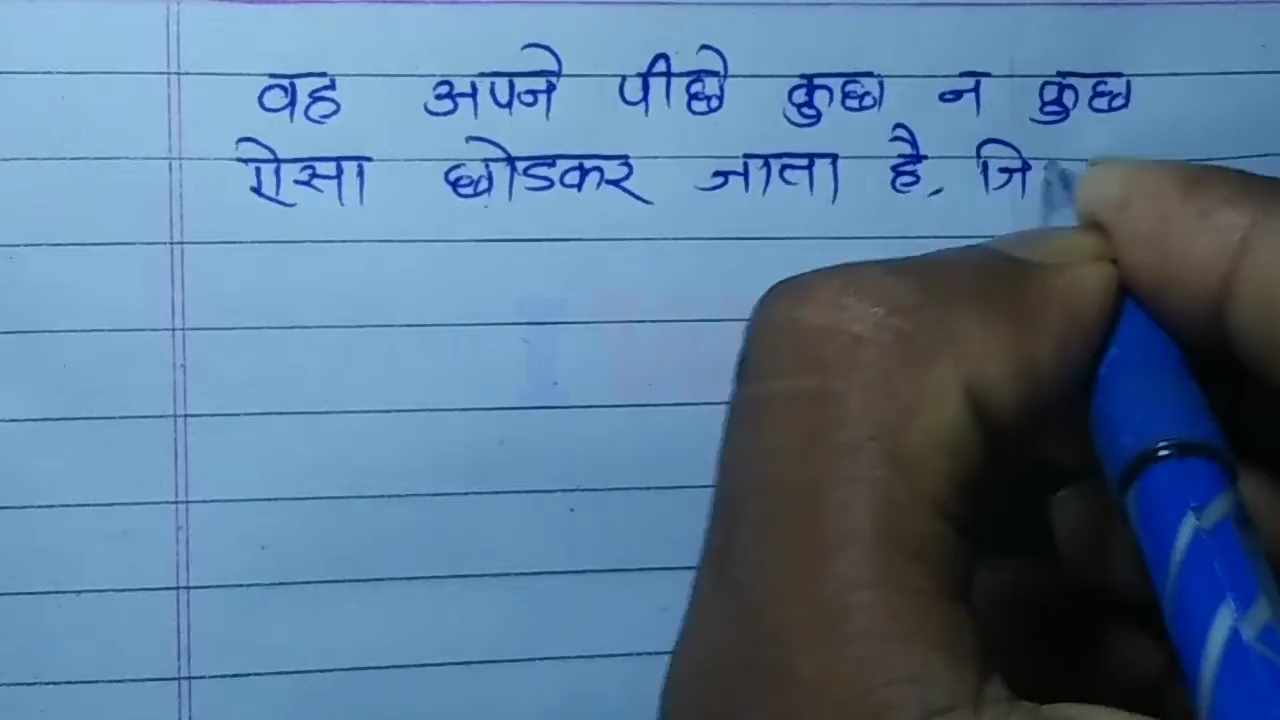 वह अपने पीछे कुछ न कुछ
ऐसा छोडकर जाता है, जि